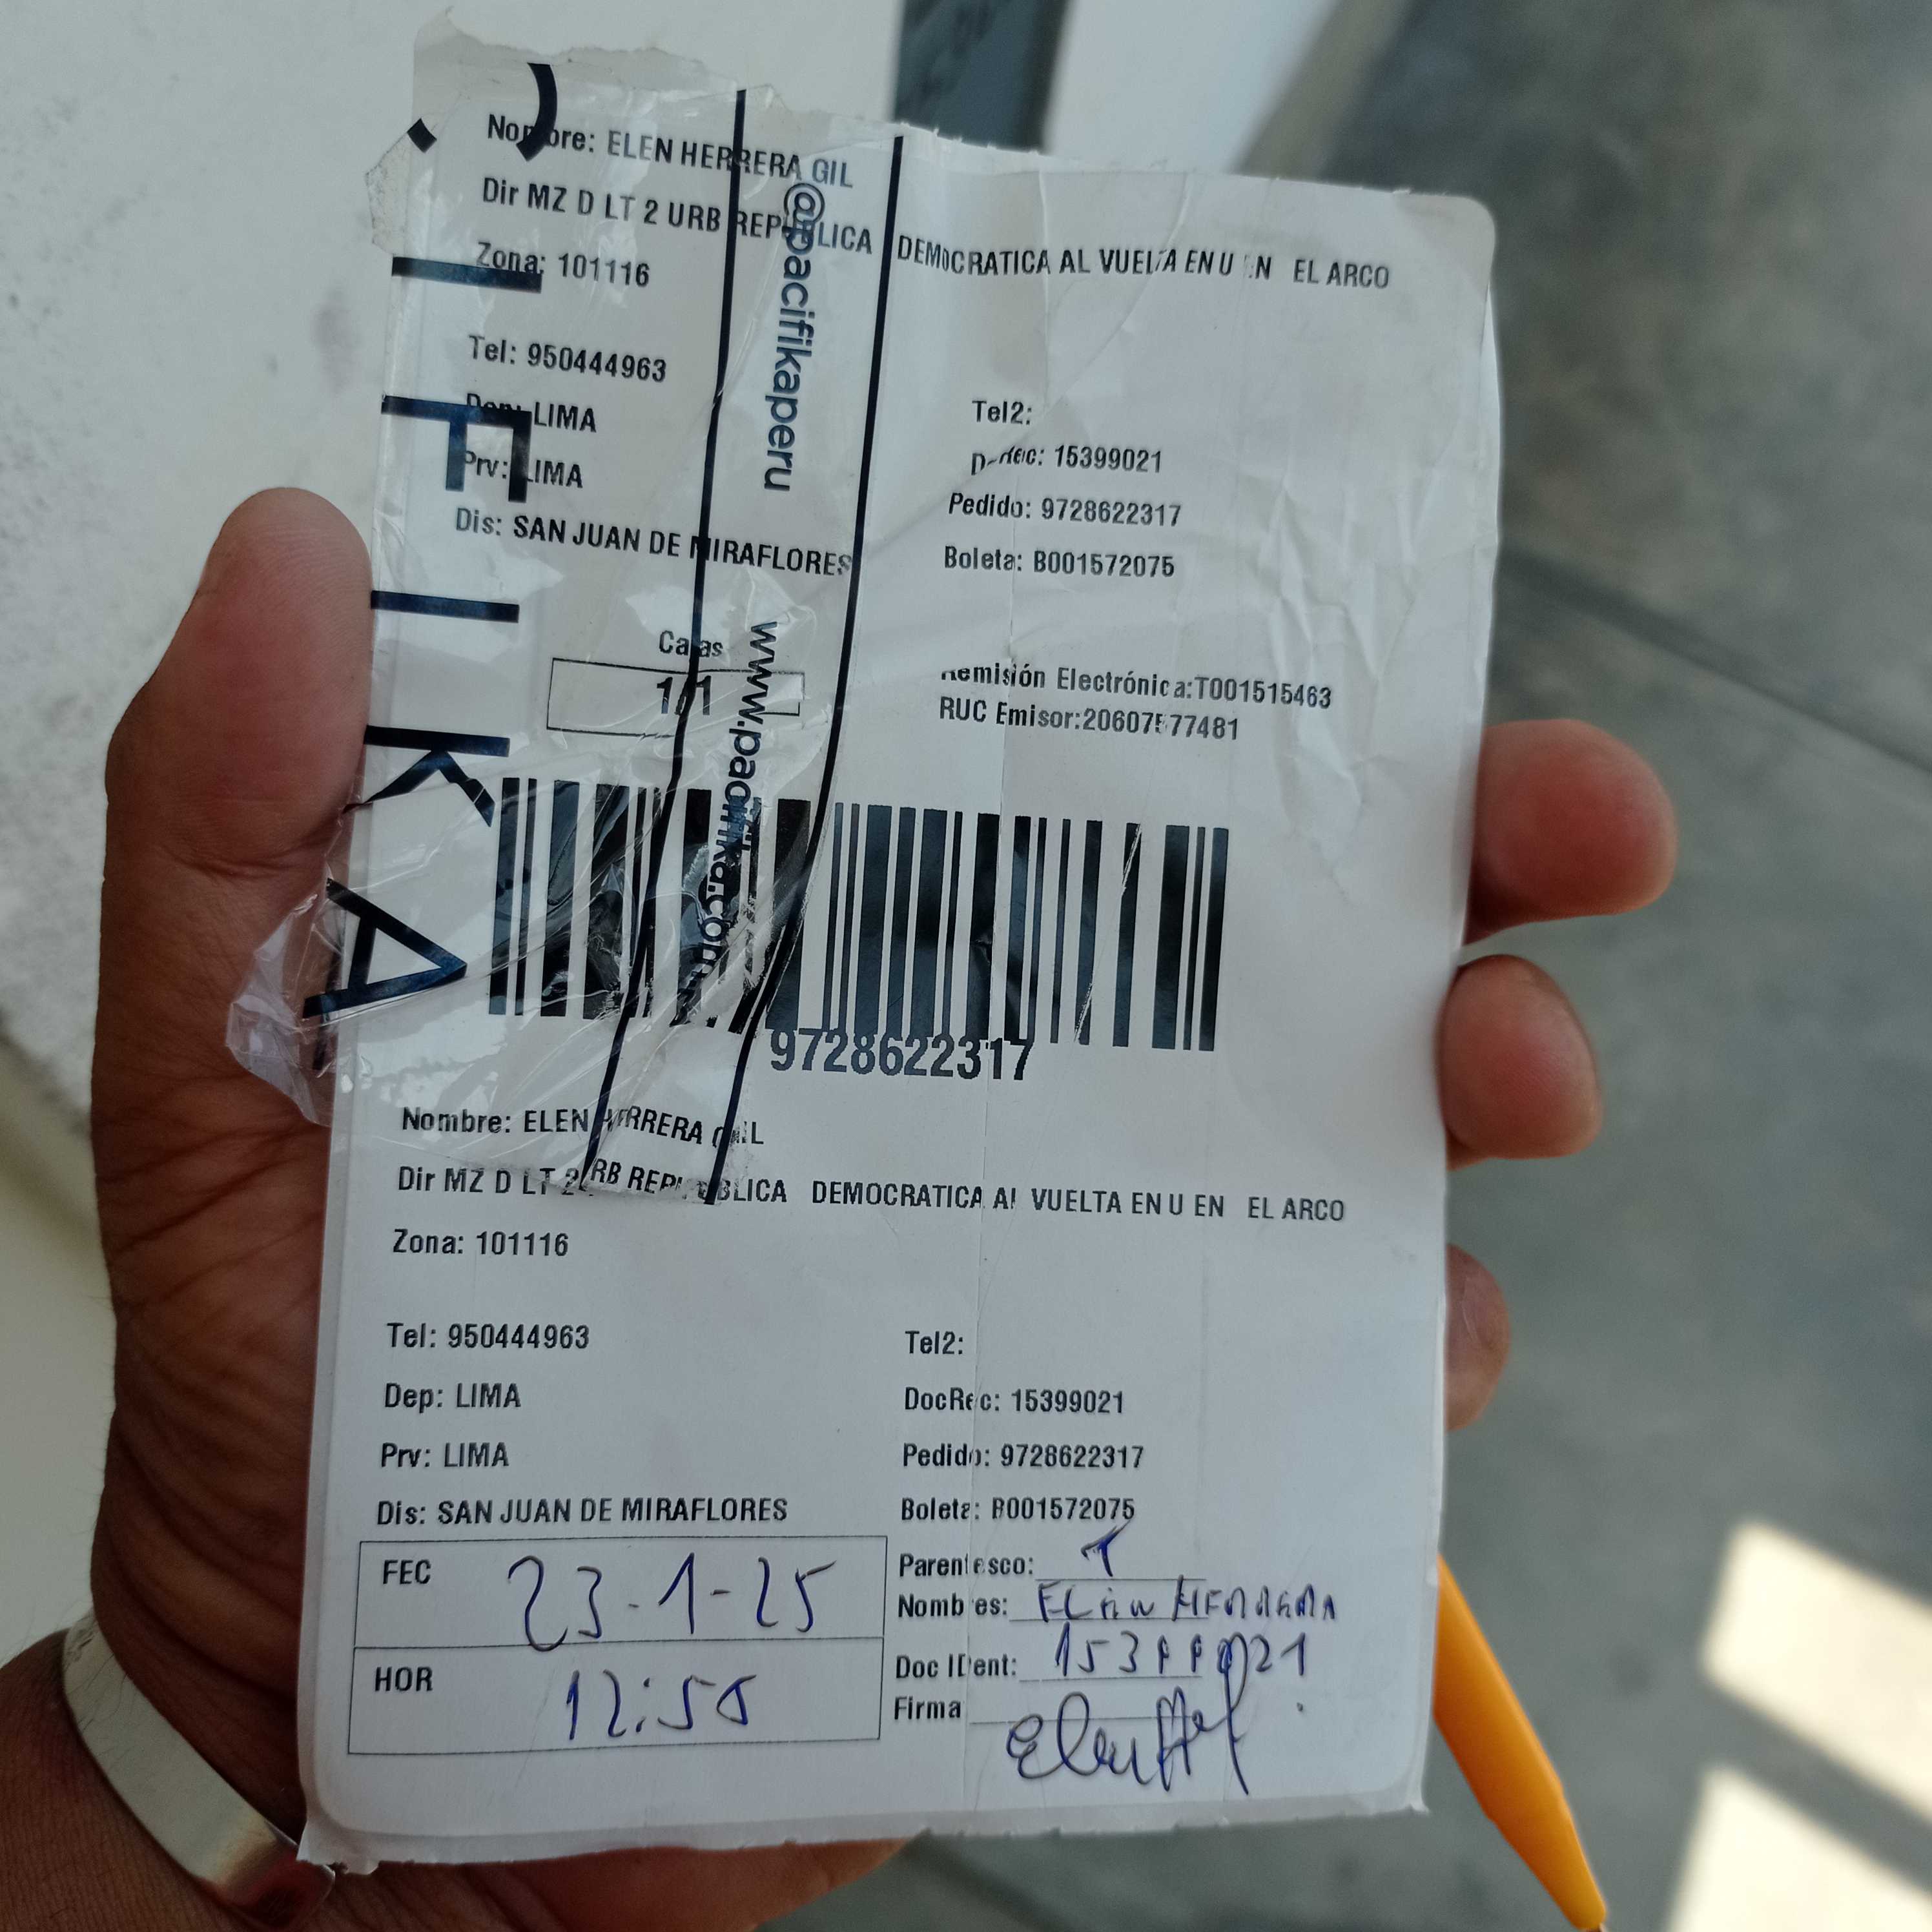 Nombre: ELEN HERRERA GIL
Dir MZ D LT 2 URB REPUBLICA DEMOCRATICA AL VUELTA EN U EN EL ARCO
Zona: 101116
Tel: 950444963
Dep: LIMA
Prv: LIMA
Dis: SAN JUAN DE MIRAFLORES
Tel2:
DocRec: 15399021
Pedido: 9728622317
Boleta: B001572075
Cajas
1/1
Remisión Electrónica:T001515463
RUC Emisor:20607577481
@pacifikaperu
www.pacifika.com
IFIKA
9728622317
Nombre: ELEN HERRERA GIL
Dir MZ D LT 2 URB REPUBLICA DEMOCRATICA AL VUELTA EN U EN EL ARCO
Zona: 101116
Tel: 950444963
Dep: LIMA
Prv: LIMA
Dis: SAN JUAN DE MIRAFLORES
Tel2:
DocRec: 15399021
Pedido: 9728622317
Boleta: B001572075
FEC 23-1-25
HOR 12:55
Parentesco: T
Nombres: ELEN HERRERA
Doc IDent: 15399021
Firma